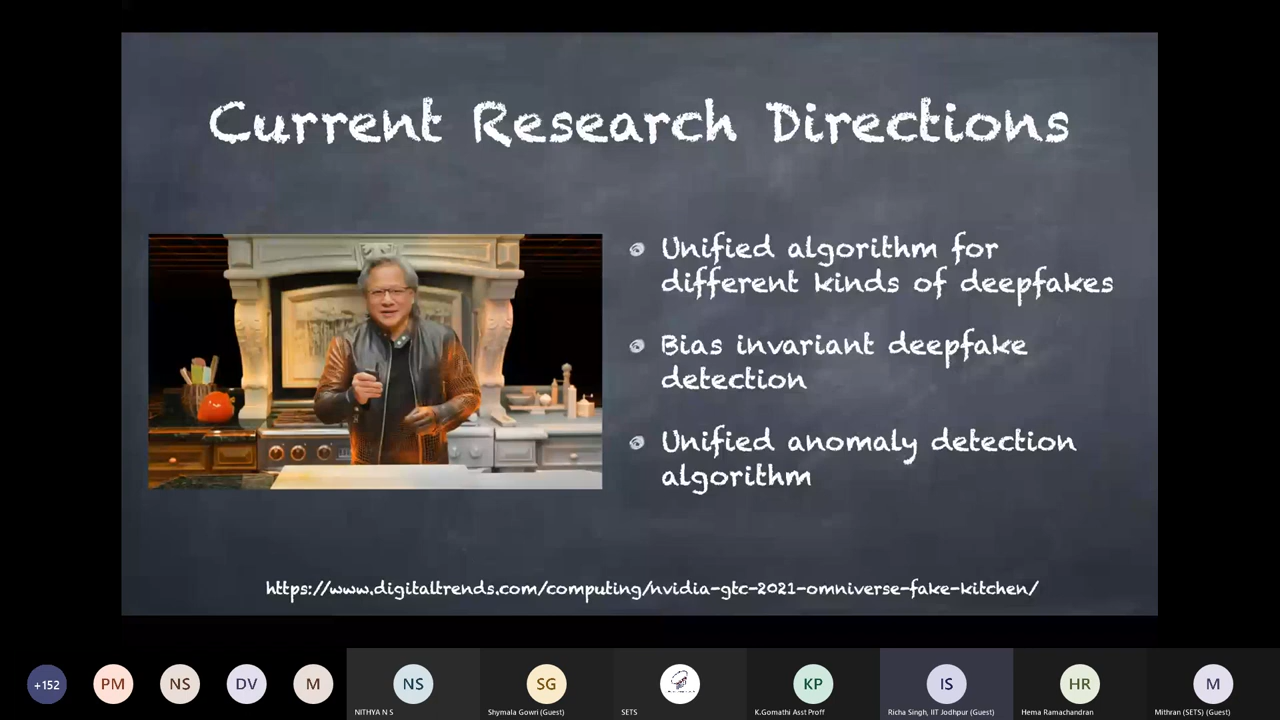 Current Research Directions
Unified algorithm for
different kinds of deepfakes
Bias invariant deepfake
detection
Unified anomaly detection
algorithm
https://www.digitaltrends.com/computing/nvidia-gtc-2021-omniverse-fake-kitchen/
+152
PM
NS
DV
M
NS
NITHYA N S
SG
Shymala Gowri (Guest)
SETS
KP
K.Gomathi Asst Proff
IS
Richa Singh, IIT Jodhpur (Guest)
HR
Hema Ramachandran
M
Mithran (SETS) (Guest)